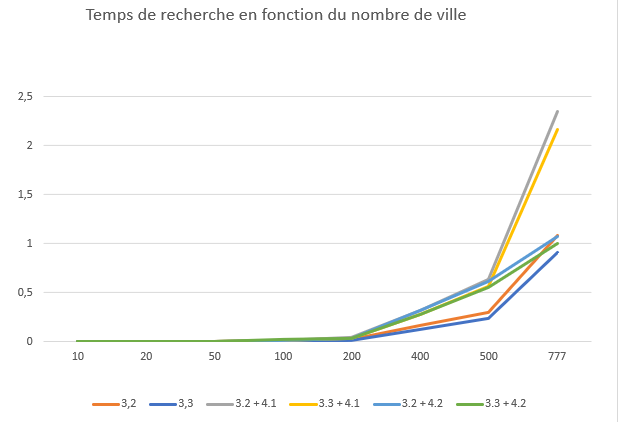 Temps de recherche en fonction du nombre de ville
2,5
2
1,5
1
0,5
0
10 20 50 100 200 400 500 777
3,2 3,3 3.2 + 4.1 3.3 + 4.1 3.2 + 4.2 3.3 + 4.2